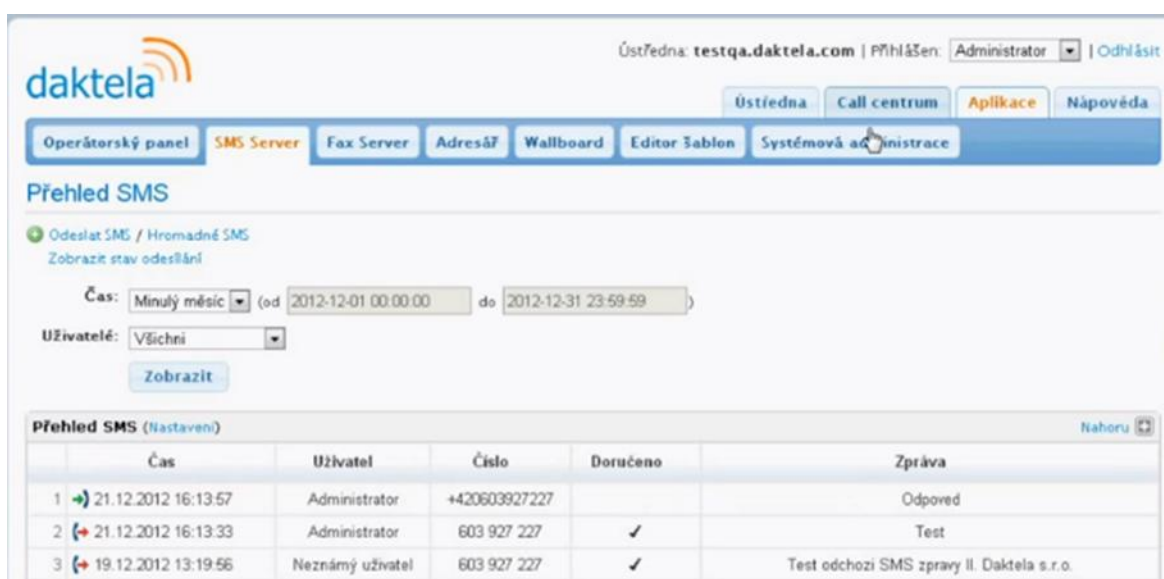 daktela
Ústředna: testqa.daktela.com | Přihlášen: Administrator | Odhlásit
Ústředna Call centrum Aplikace Nápověda
Operátorský panel SMS Server Fax Server Adresář Wallboard Editor šablon Systémová administrace
Přehled SMS
Odeslat SMS / Hromadné SMS
Zobrazit stav odesílání
Čas: Minulý měsíc (od 2012-12-01 00:00:00 do 2012-12-31 23:59:59 )
Uživatelé: Všichni
Zobrazit
Přehled SMS (Nastavení) Nahoru
Čas Uživatel Číslo Doručeno Zpráva
1 21.12.2012 16:13:57 Administrator +420603927227 Odpoved
2 21.12.2012 16:13:33 Administrator 603 927 227 ✓ Test
3 19.12.2012 13:19:56 Neznámý uživatel 603 927 227 ✓ Test odchozi SMS zpravy II. Daktela s.r.o.